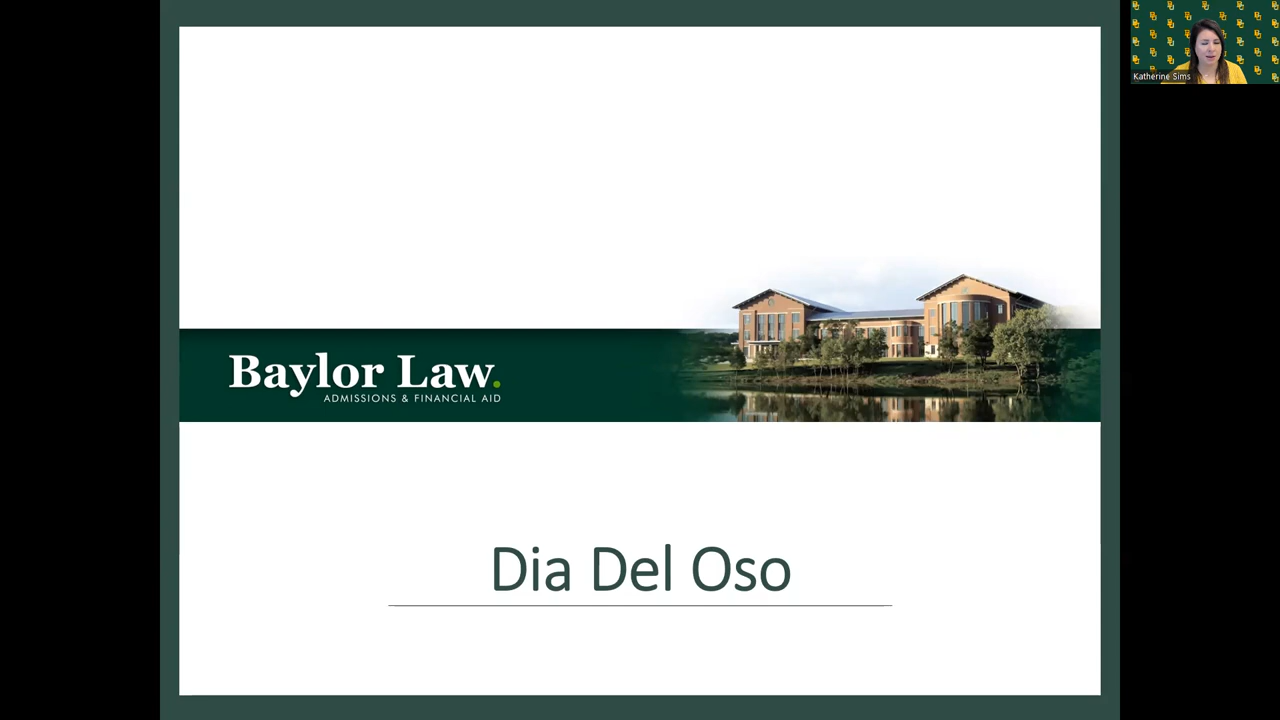 Katherine Sims
Baylor Law.
ADMISSIONS & FINANCIAL AID
Dia Del Oso